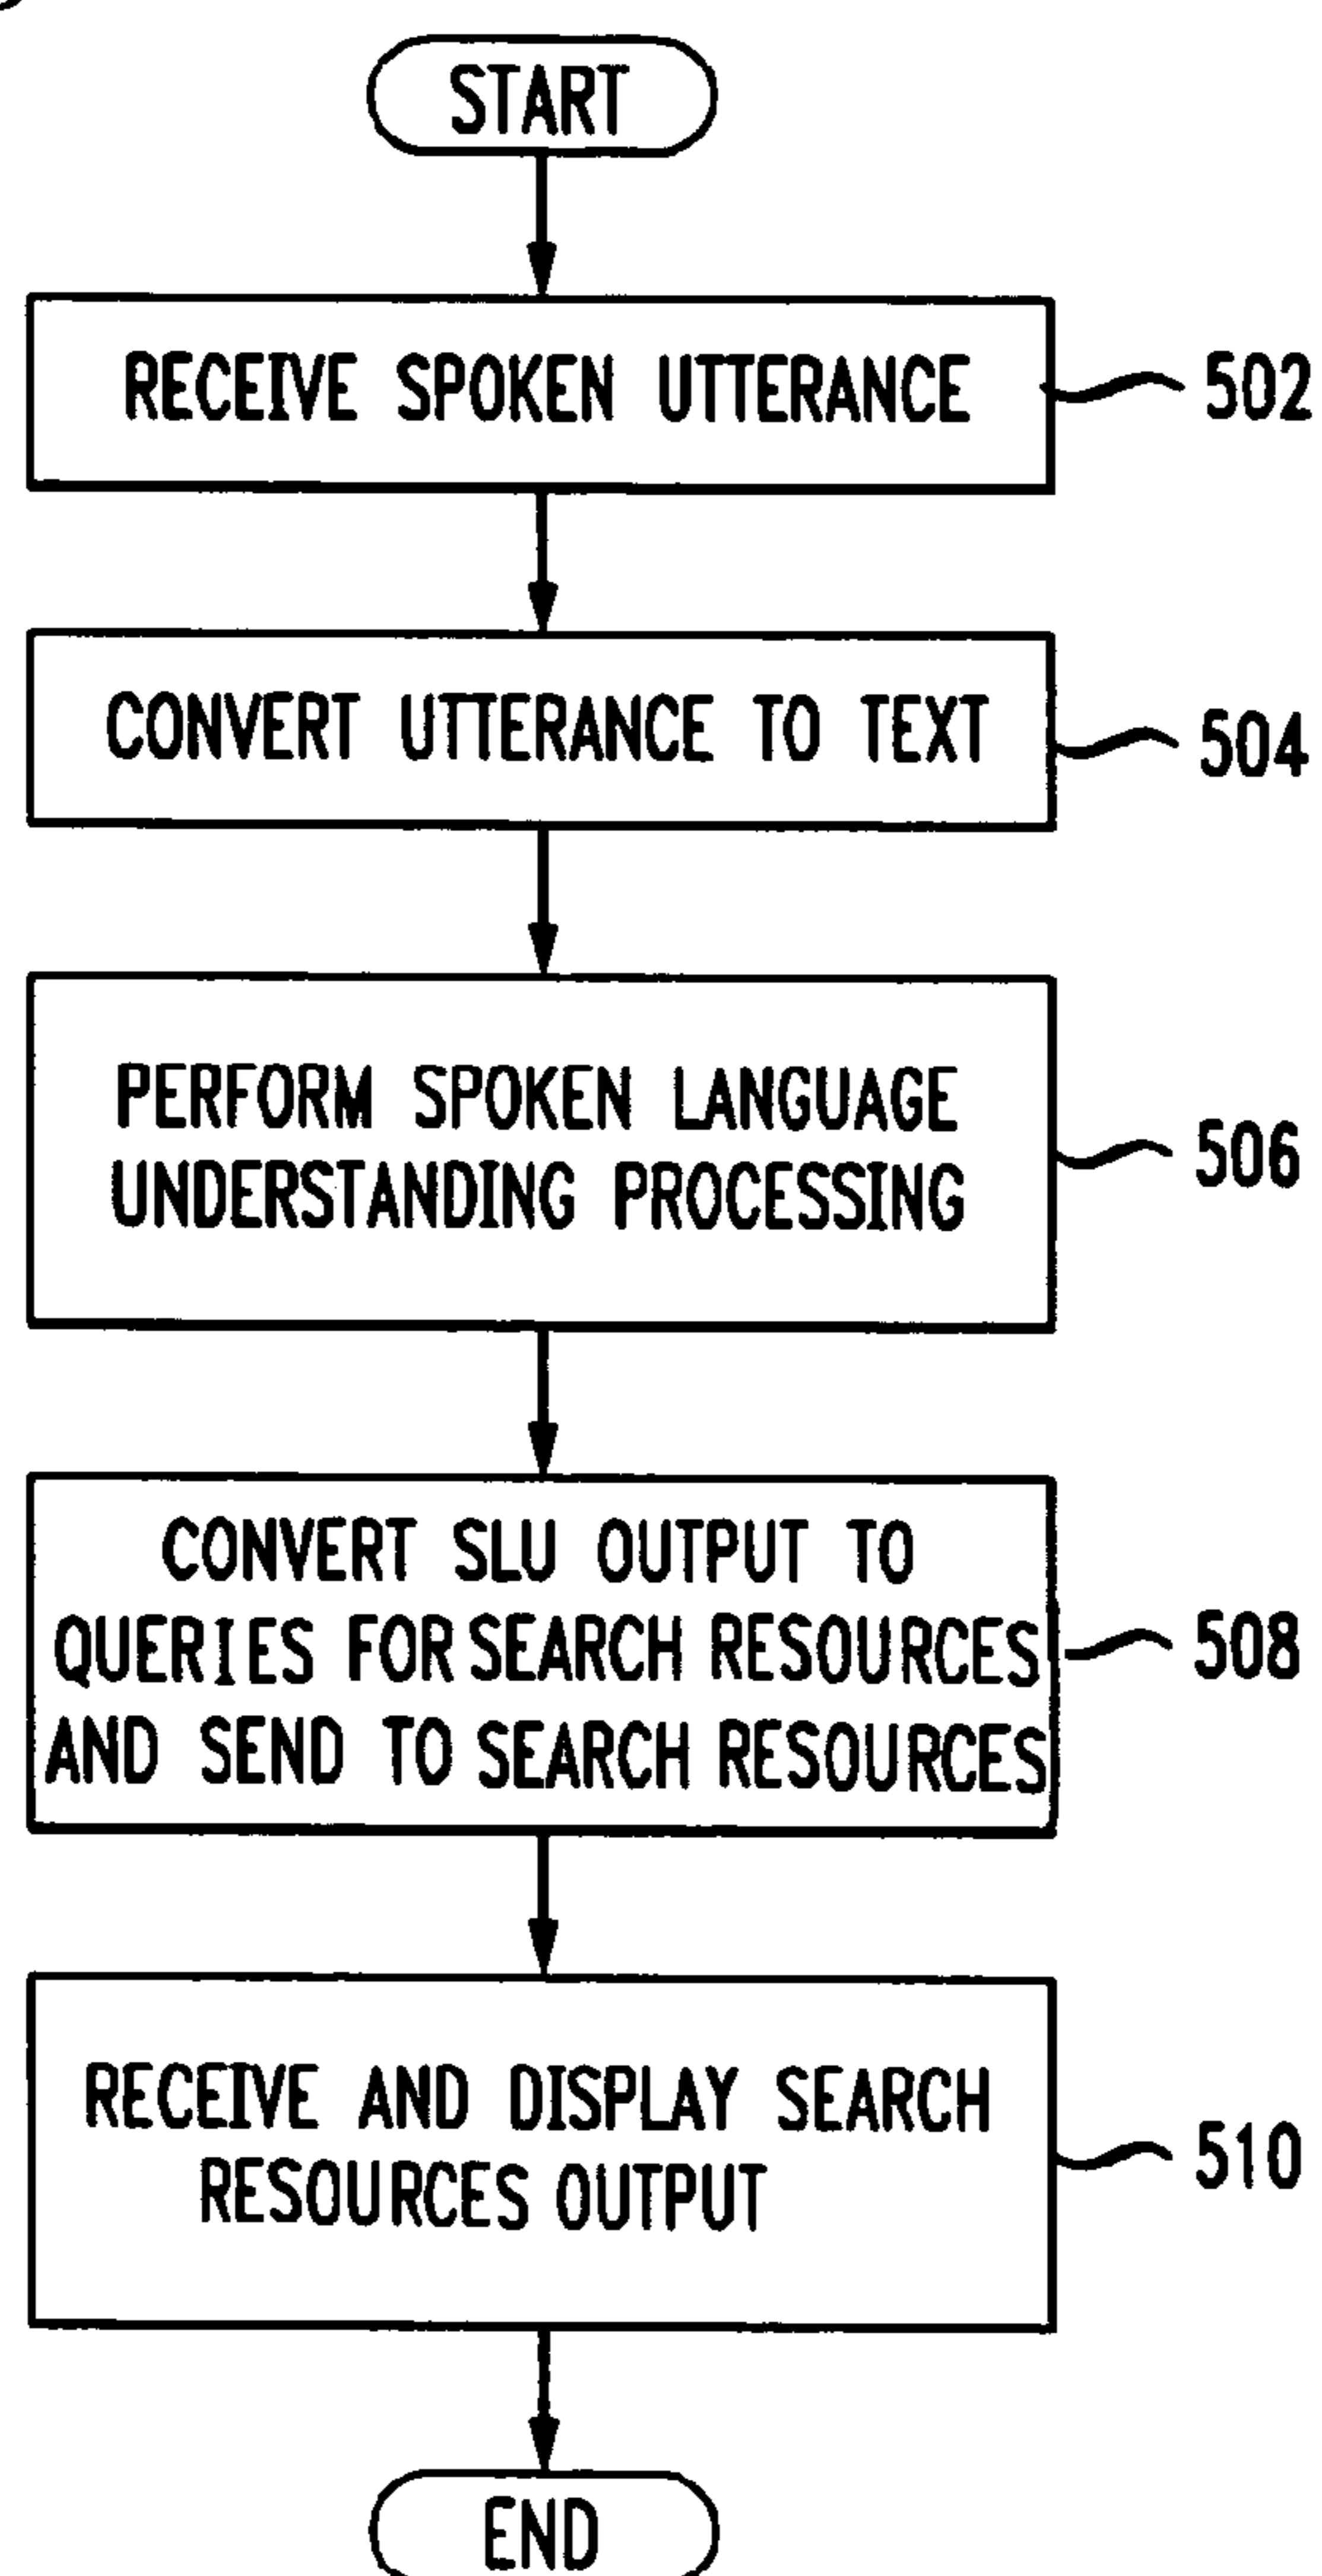 START
RECEIVE SPOKEN UTTERANCE
502
CONVERT UTTERANCE TO TEXT
504
PERFORM SPOKEN LANGUAGE
UNDERSTANDING PROCESSING
506
CONVERT SLU OUTPUT TO
QUERIES FOR SEARCH RESOURCES
AND SEND TO SEARCH RESOURCES
508
RECEIVE AND DISPLAY SEARCH
RESOURCES OUTPUT
510
END